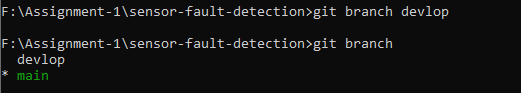 F:\Assignment-1\sensor-fault-detection>git branch devlop
F:\Assignment-1\sensor-fault-detection>git branch
  devlop
* main